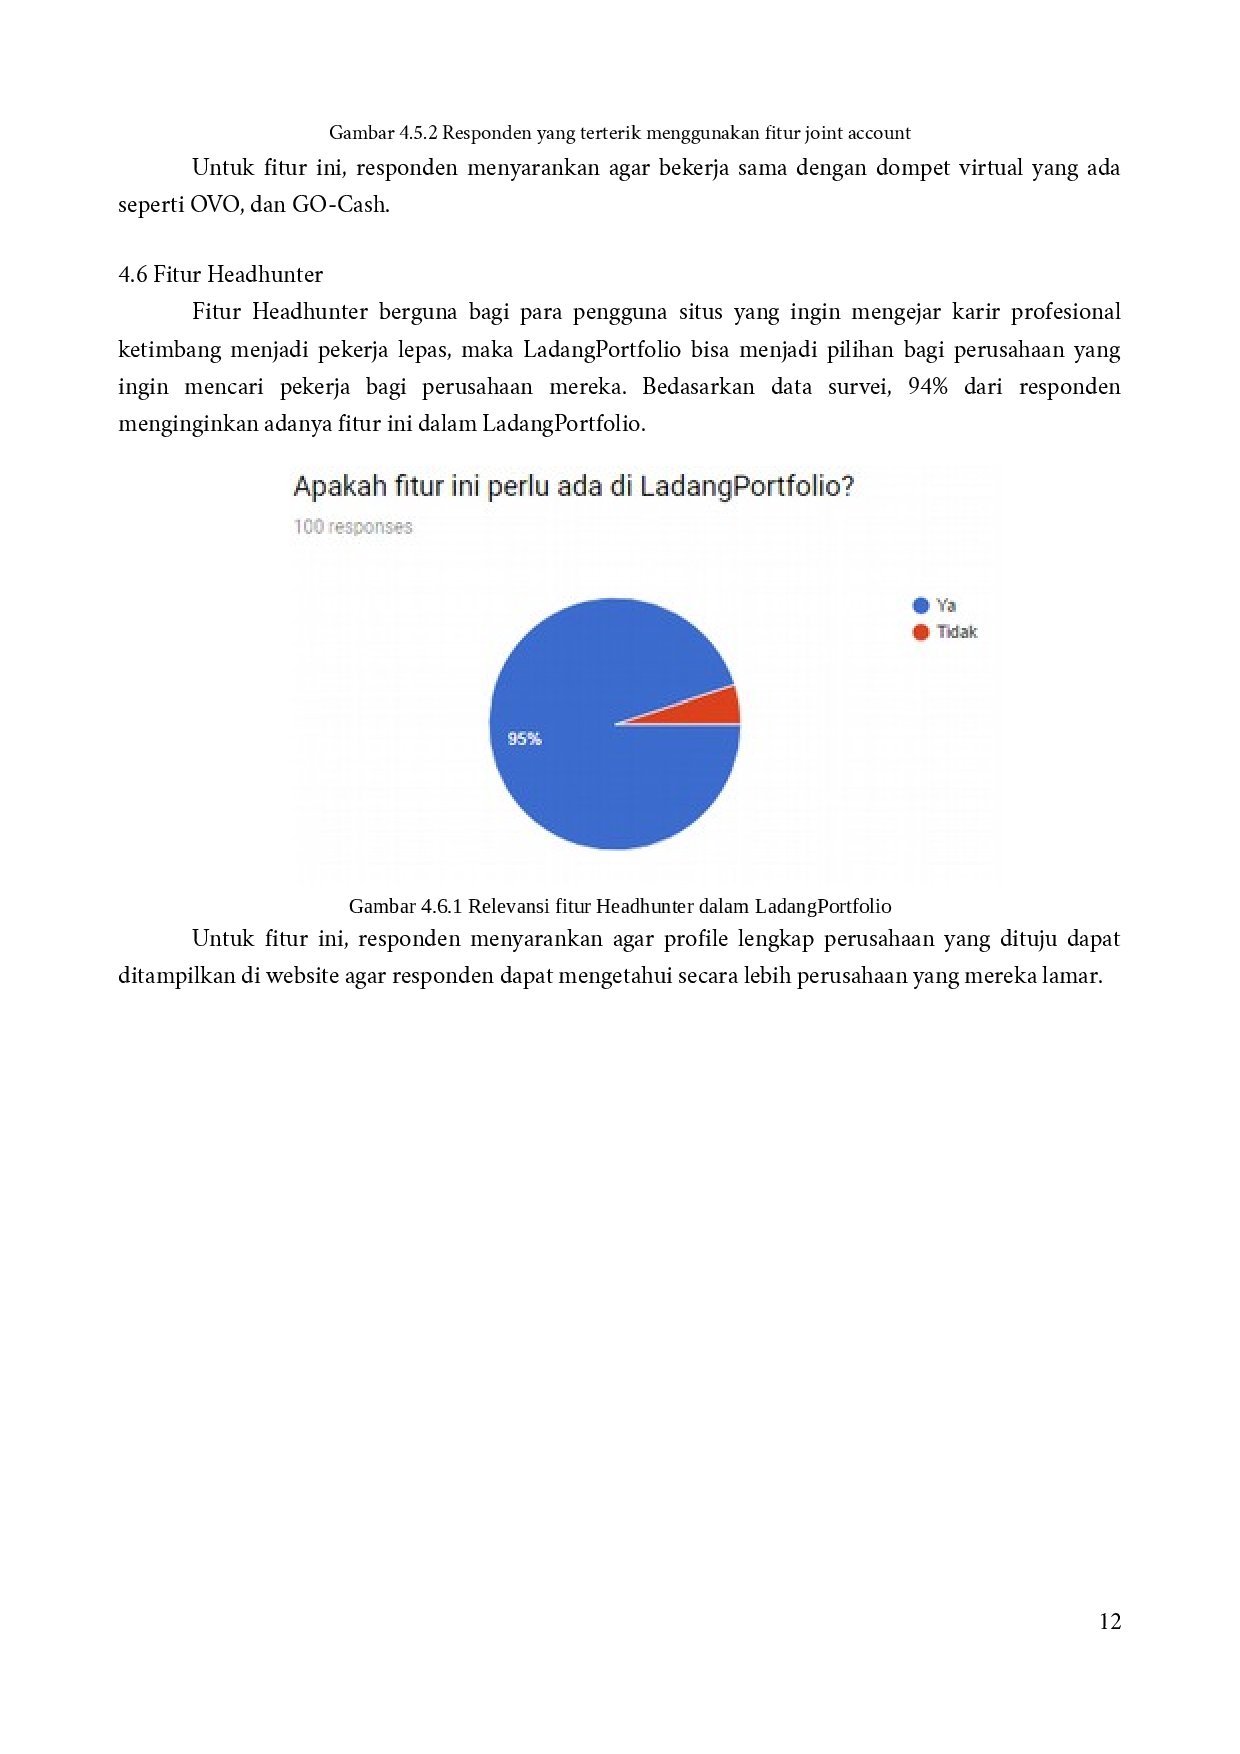 Gambar 4.5.2 Responden yang terterik menggunakan fitur joint account
Untuk fitur ini, responden menyarankan agar bekerja sama dengan dompet virtual yang ada
seperti OVO, dan GO-Cash.
4.6 Fitur Headhunter
Fitur Headhunter berguna bagi para pengguna situs yang ingin mengejar karir profesional
ketimbang menjadi pekerja lepas, maka LadangPortfolio bisa menjadi pilihan bagi perusahaan yang
ingin mencari pekerja bagi perusahaan mereka. Bedasarkan data survei, 94% dari responden
menginginkan adanya fitur ini dalam LadangPortfolio.
Apakah fitur ini perlu ada di LadangPortfolio?
100 responses
Ya
Tidak
95%
Gambar 4.6.1 Relevansi fitur Headhunter dalam LadangPortfolio
Untuk fitur ini, responden menyarankan agar profile lengkap perusahaan yang dituju dapat
ditampilkan di website agar responden dapat mengetahui secara lebih perusahaan yang mereka lamar.
12